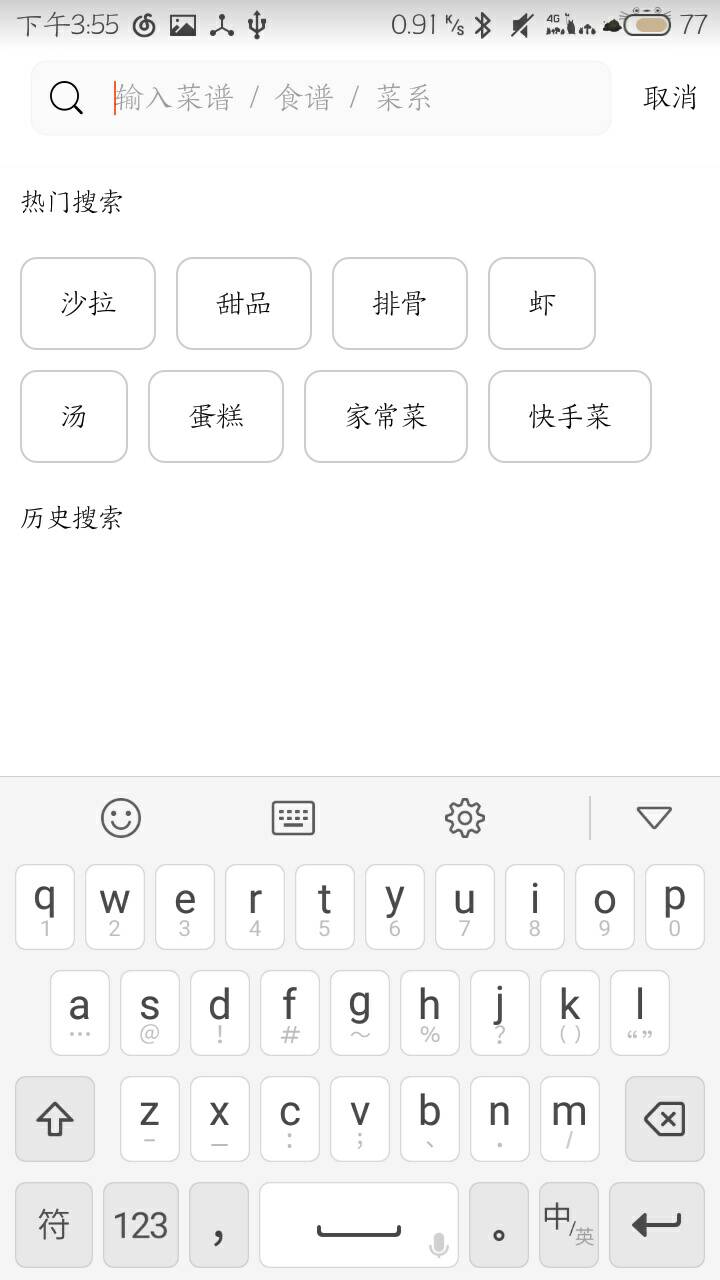 下午3:55 0.91 K/s 4G 77
输入菜谱 / 食谱 / 菜系 取消
热门搜索
沙拉 甜品 排骨 虾
汤 蛋糕 家常菜 快手菜
历史搜索
q w e r t y u i o p
1 2 3 4 5 6 7 8 9 0
a s d f g h j k l
… @ ! # ～ % ? ( ) “ ”
z x c v b n m
– — : ; 、 . /
符 123 , 。 中/英